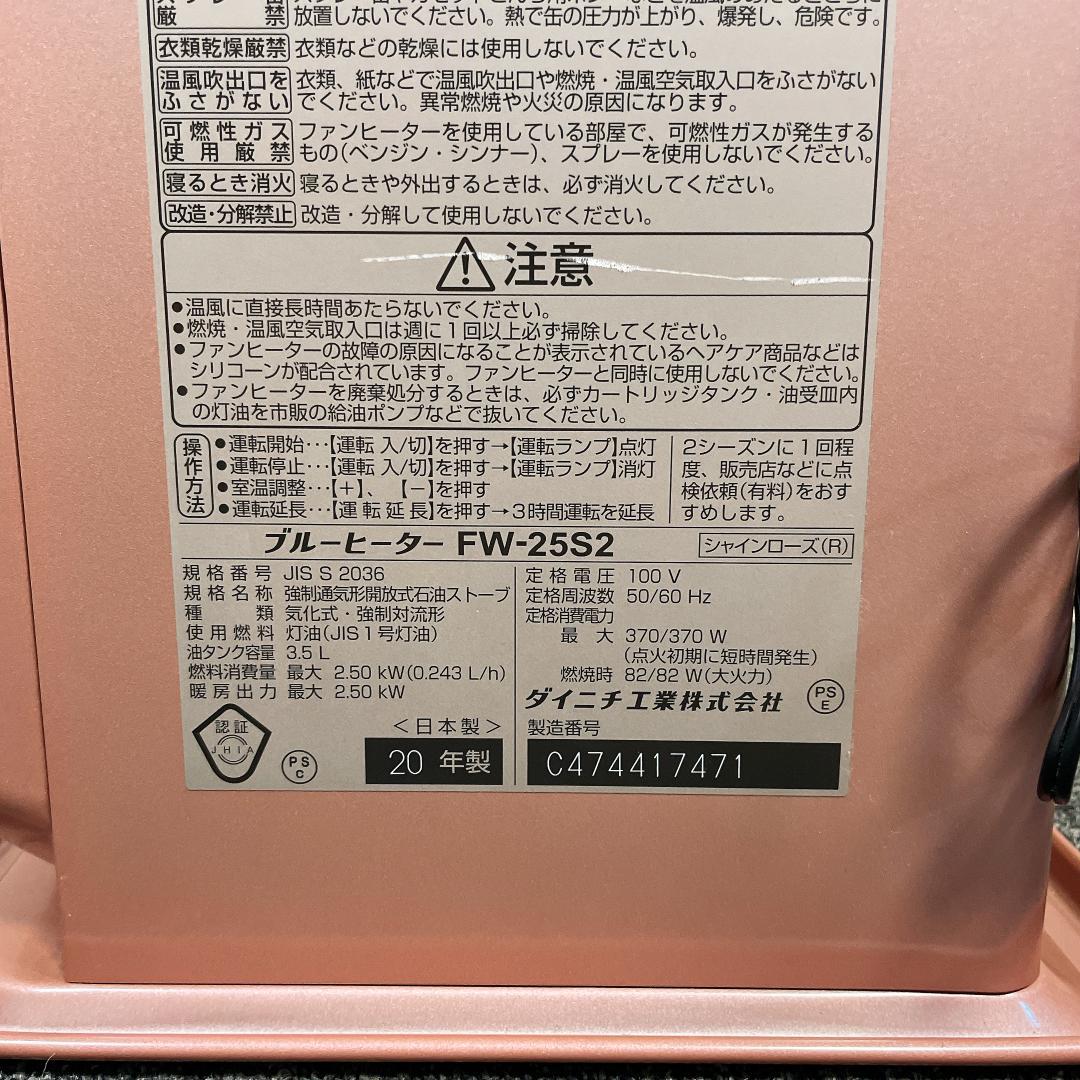 厳禁 放置しないでください。熱で缶の圧力が上がり、爆発し、危険です。
衣類乾燥厳禁 衣類などの乾燥には使用しないでください。
温風吹出口を 衣類、紙などで温風吹出口や燃焼・温風空気取入口をふさがない
ふさがない でください。異常燃焼や火災の原因になります。
可燃性ガス ファンヒーターを使用している部屋で、可燃性ガスが発生する
使用厳禁 もの(ベンジン・シンナー)、スプレーを使用しないでください。
寝るとき消火 寝るときや外出するときは、必ず消火してください。
改造・分解禁止 改造・分解して使用しないでください。
注意
●温風に直接長時間あたらないでください。
●燃焼・温風空気取入口は週に1回以上必ず掃除してください。
●ファンヒーターの故障の原因になることが表示されているヘアケア商品などは
シリコーンが配合されています。ファンヒーターと同時に使用しないでください。
●ファンヒーターを廃棄処分するときは、必ずカートリッジタンク・油受皿内
の灯油を市販の給油ポンプなどで抜いてください。
操作方法
●運転開始…【運転 入/切】を押す→【運転ランプ】点灯
●運転停止…【運転 入/切】を押す→【運転ランプ】消灯
●室温調整…【+】、【-】を押す
●運転延長…【運転延長】を押す→3時間運転を延長
2シーズンに1回程
度、販売店などに点
検依頼(有料)をおす
すめします。
ブルーヒーター FW-25S2 シャインローズ(R)
規格番号 JIS S 2036
規格名称 強制通気形開放式石油ストーブ
種類 気化式・強制対流形
使用燃料 灯油(JIS1号灯油)
油タンク容量 3.5 L
燃料消費量 最大 2.50 kW(0.243 L/h)
暖房出力 最大 2.50 kW
定格電圧 100 V
定格周波数 50/60 Hz
定格消費電力
最大 370/370 W
(点火初期に短時間発生)
燃焼時 82/82 W(大火力)
ダイニチ工業株式会社
PS
E
認証
JHIA
PS
C
<日本製>
20 年製
製造番号
C474417471